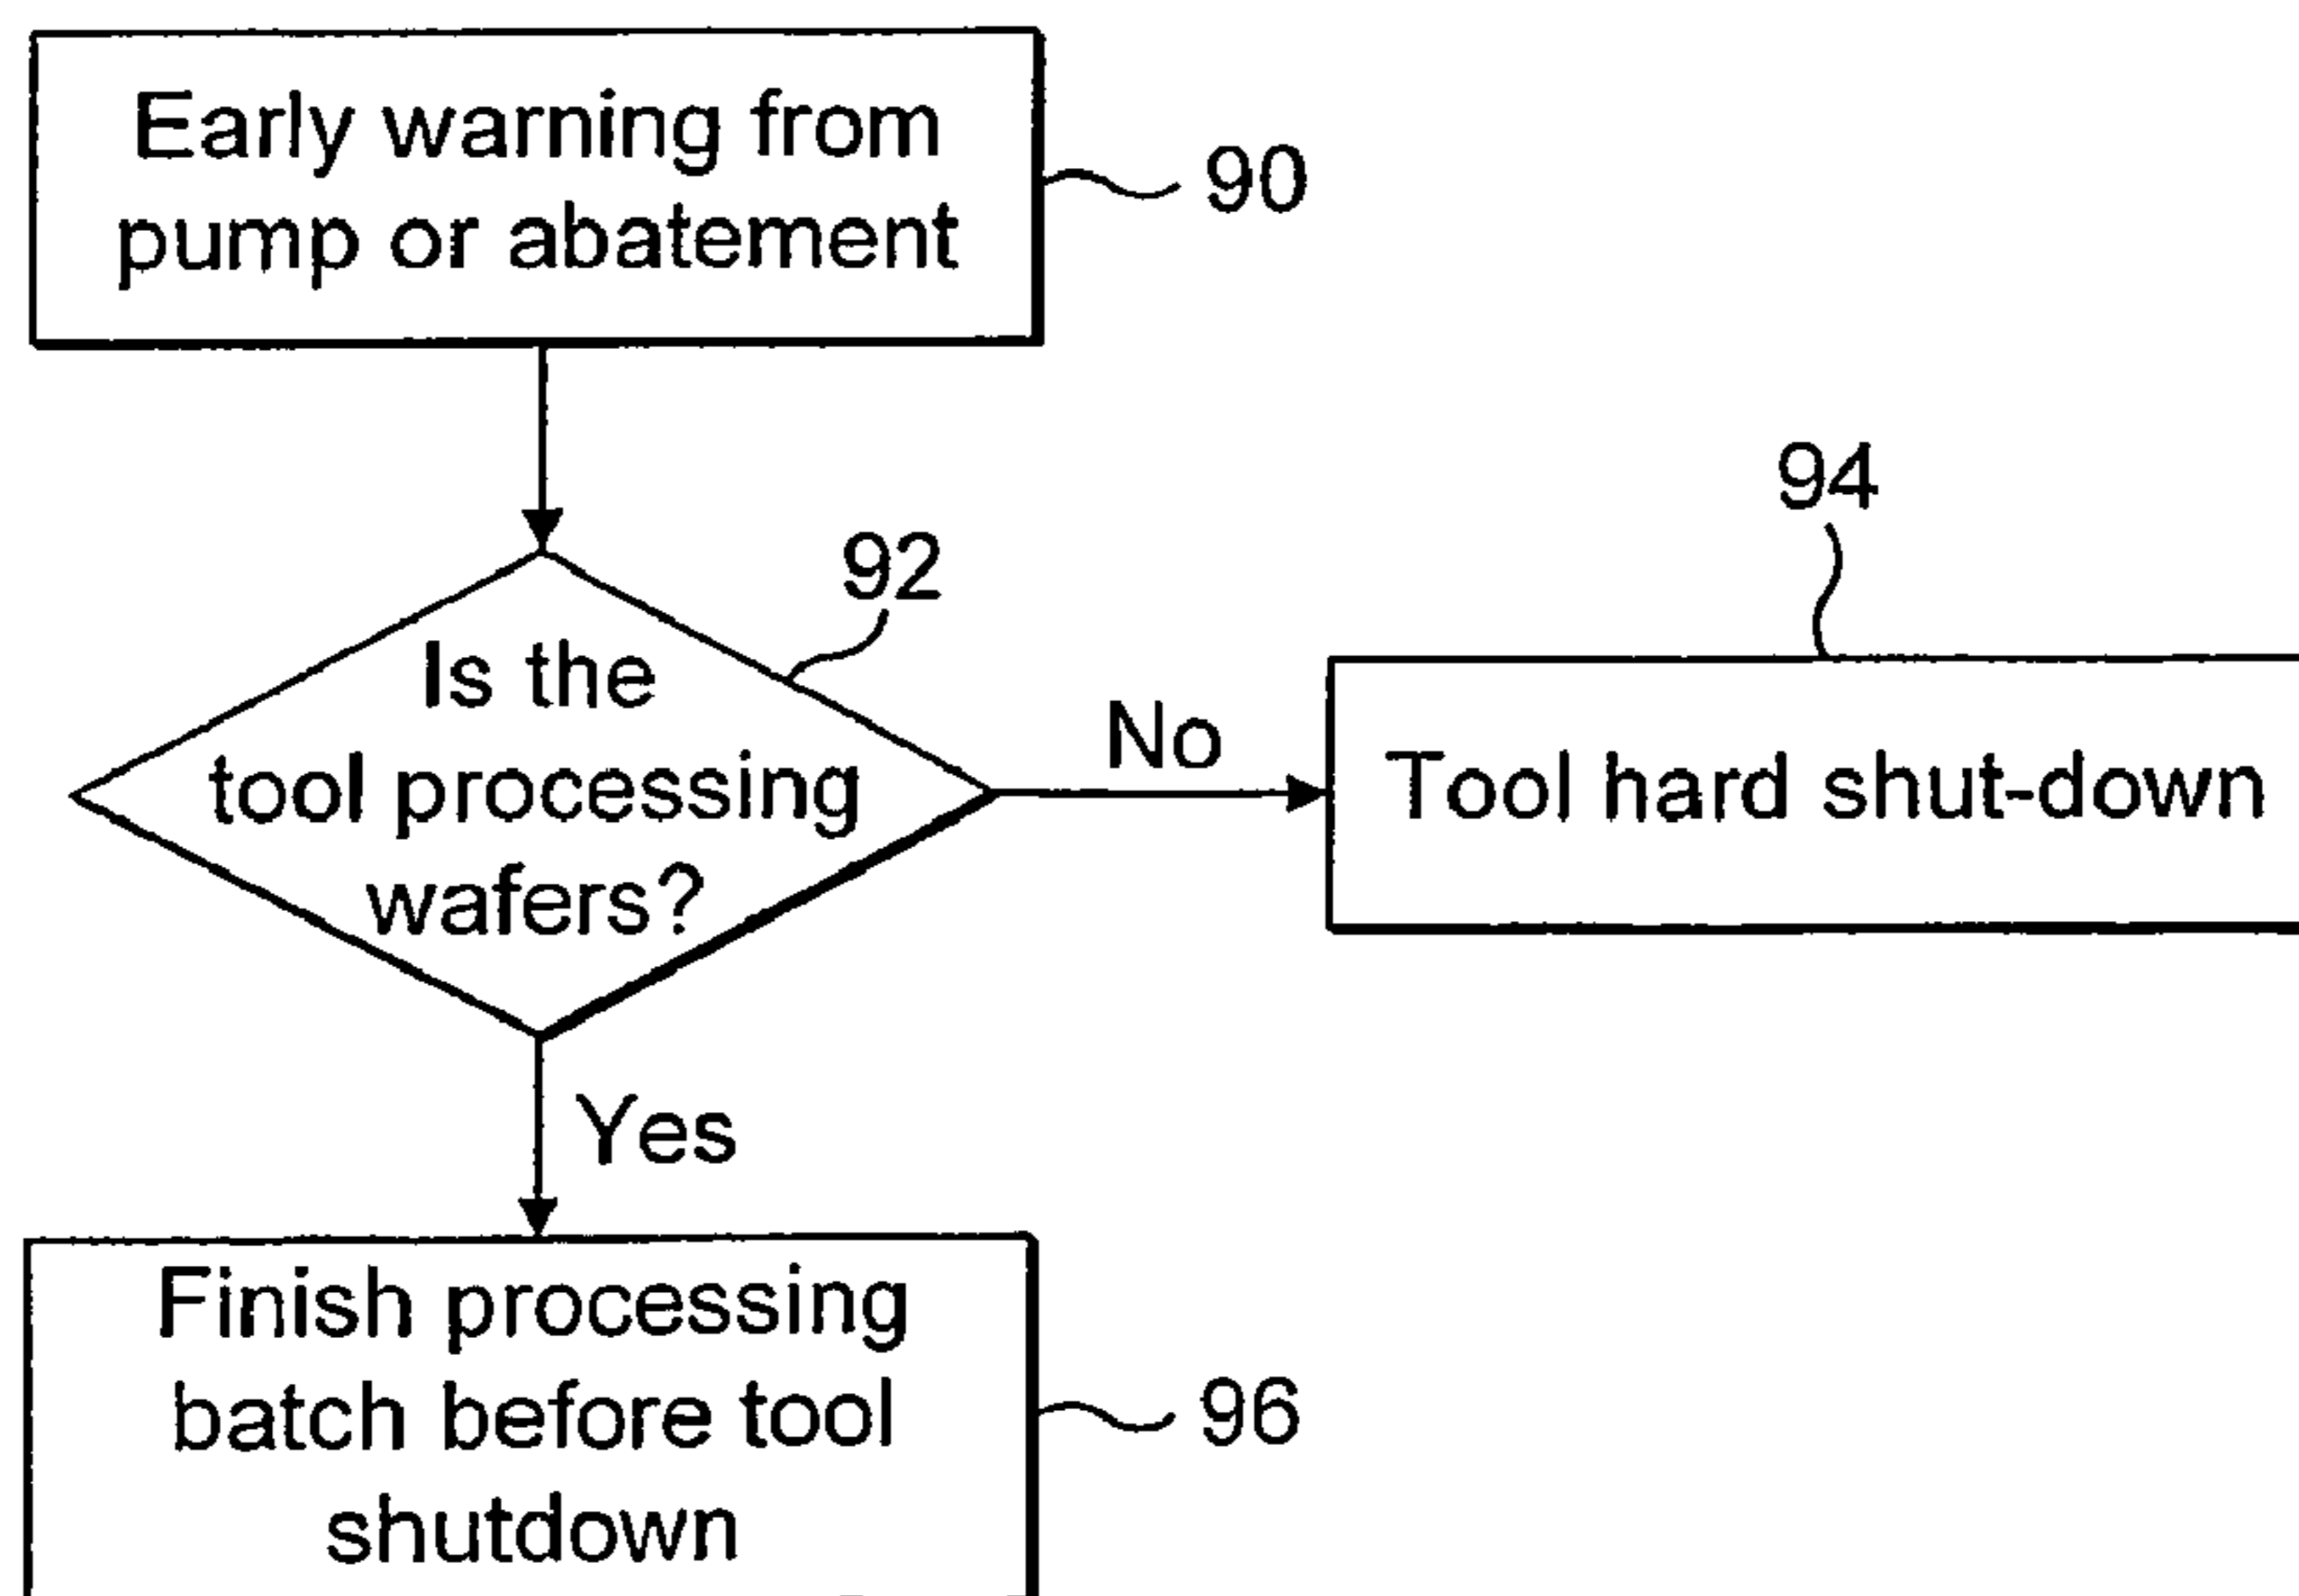 Early warning from
pump or abatement
90
92
Is the
tool processing
wafers?
No
94
Tool hard shut-down
Yes
Finish processing
batch before tool
shutdown
96